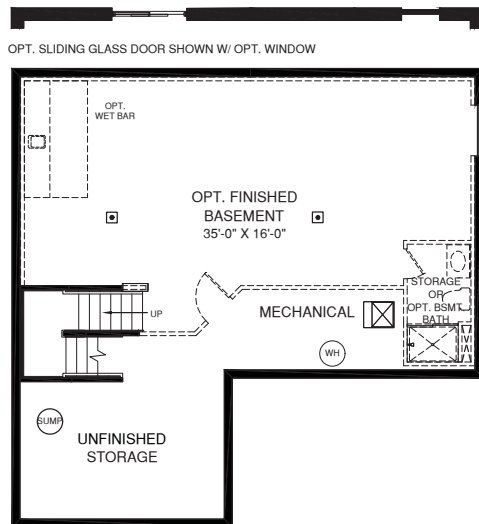 OPT. SLIDING GLASS DOOR SHOWN W/ OPT. WINDOW
OPT.
WET BAR
OPT. FINISHED
BASEMENT
35'-0" X 16'-0"
STORAGE
OR
OPT. BSMT.
BATH
UP
MECHANICAL
WH
SUMP
UNFINISHED
STORAGE